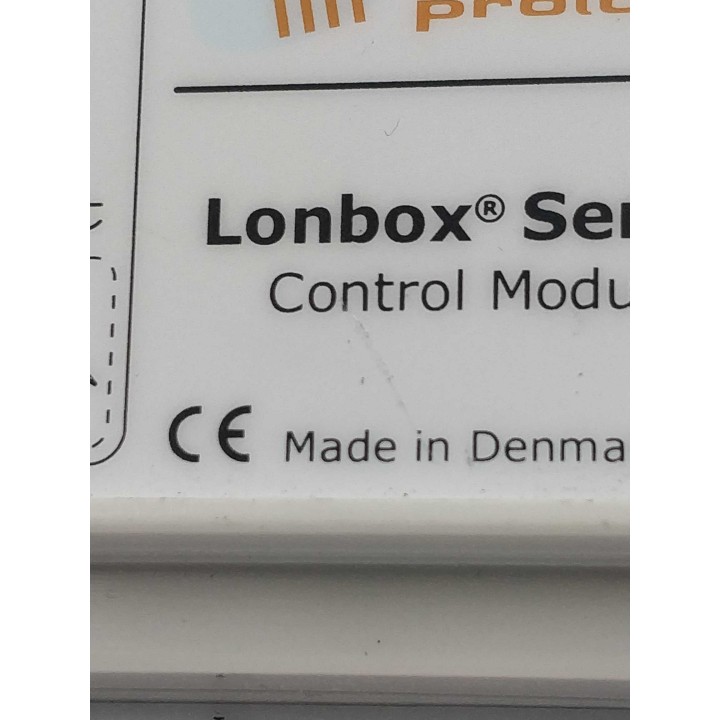 Lonbox® Ser
Control Modu
CE Made in Denma